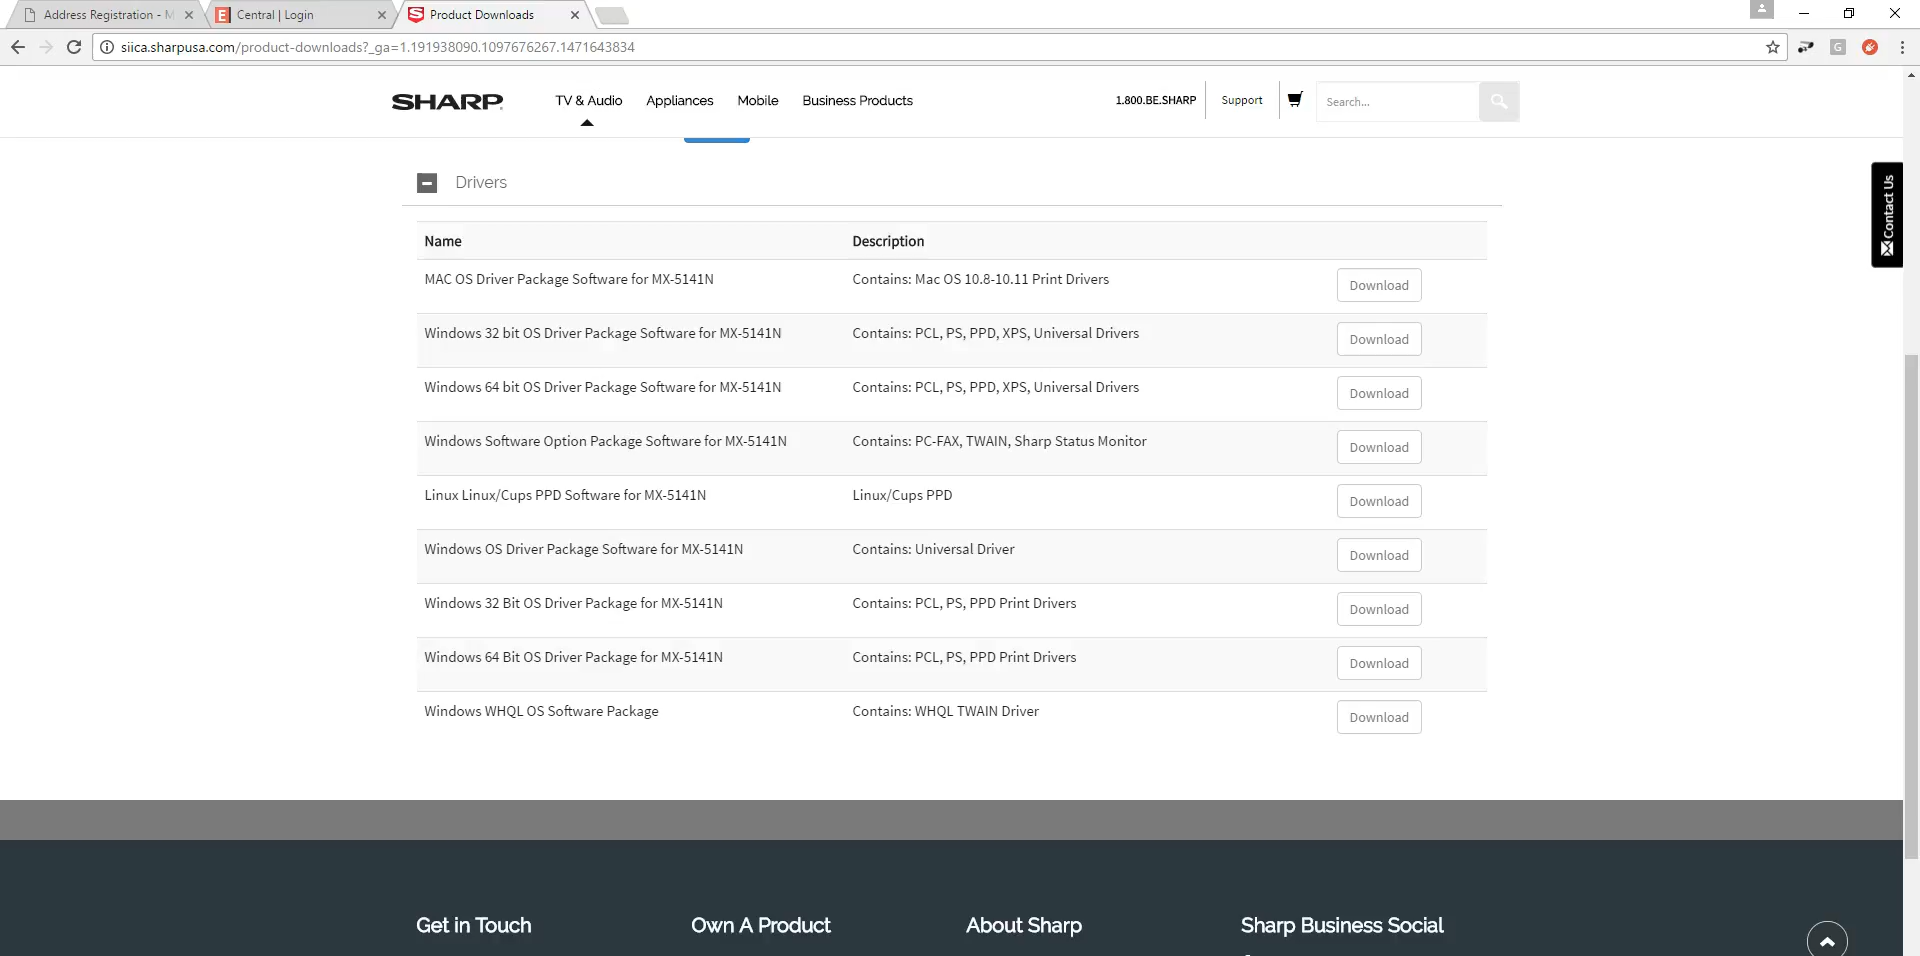 Address Registration - M
Central | Login
Product Downloads
siica.sharpusa.com/product-downloads?_ga=1.191938090.1097676267.1471643834
SHARP
TV & Audio
Appliances
Mobile
Business Products
1.800.BE.SHARP
Support
Search...
Contact Us
Drivers
Name Description
MAC OS Driver Package Software for MX-5141N Contains: Mac OS 10.8-10.11 Print Drivers Download
Windows 32 bit OS Driver Package Software for MX-5141N Contains: PCL, PS, PPD, XPS, Universal Drivers Download
Windows 64 bit OS Driver Package Software for MX-5141N Contains: PCL, PS, PPD, XPS, Universal Drivers Download
Windows Software Option Package Software for MX-5141N Contains: PC-FAX, TWAIN, Sharp Status Monitor Download
Linux Linux/Cups PPD Software for MX-5141N Linux/Cups PPD Download
Windows OS Driver Package Software for MX-5141N Contains: Universal Driver Download
Windows 32 Bit OS Driver Package for MX-5141N Contains: PCL, PS, PPD Print Drivers Download
Windows 64 Bit OS Driver Package for MX-5141N Contains: PCL, PS, PPD Print Drivers Download
Windows WHQL OS Software Package Contains: WHQL TWAIN Driver Download
Get in Touch
Own A Product
About Sharp
Sharp Business Social